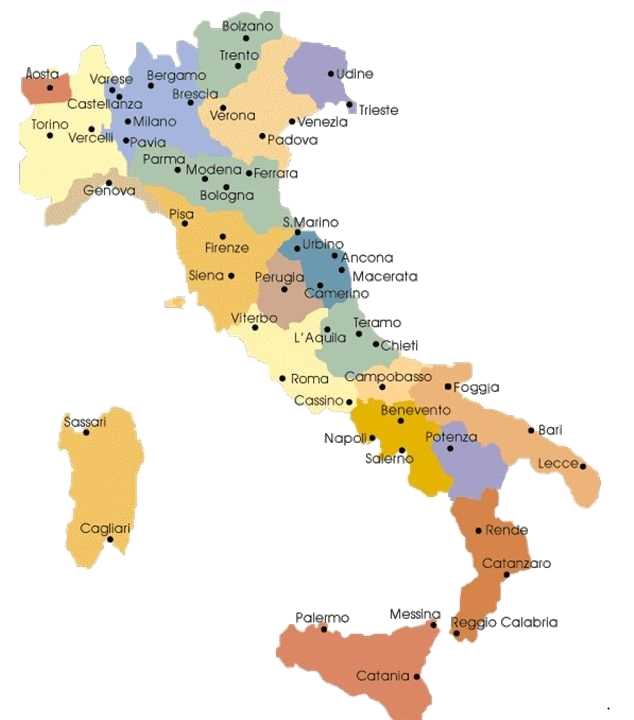 Bolzano
Trento
Aosta
Varese
Bergamo
Udine
Castellanza
Brescia
Trieste
Verona
Torino
Milano
Venezia
Vercelli
Pavia
Padova
Parma
Modena
Ferrara
Genova
Bologna
Pisa
S.Marino
Firenze
Urbino
Ancona
Siena
Perugia
Macerata
Camerino
Viterbo
Teramo
L'Aquila
Chieti
Roma
Campobasso
Foggia
Cassino
Benevento
Sassari
Napoli
Potenza
Bari
Salerno
Lecce
Cagliari
Rende
Catanzaro
Palermo
Messina
Reggio Calabria
Catania